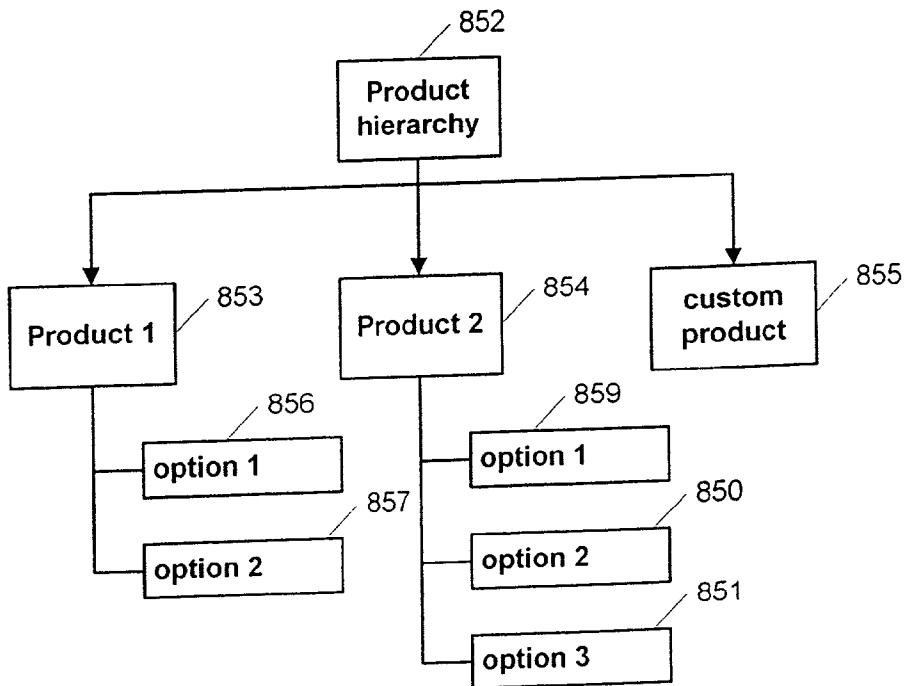 852
Product
hierarchy
853
Product 1
854
Product 2
855
custom
product
856
option 1
857
option 2
859
option 1
850
option 2
851
option 3